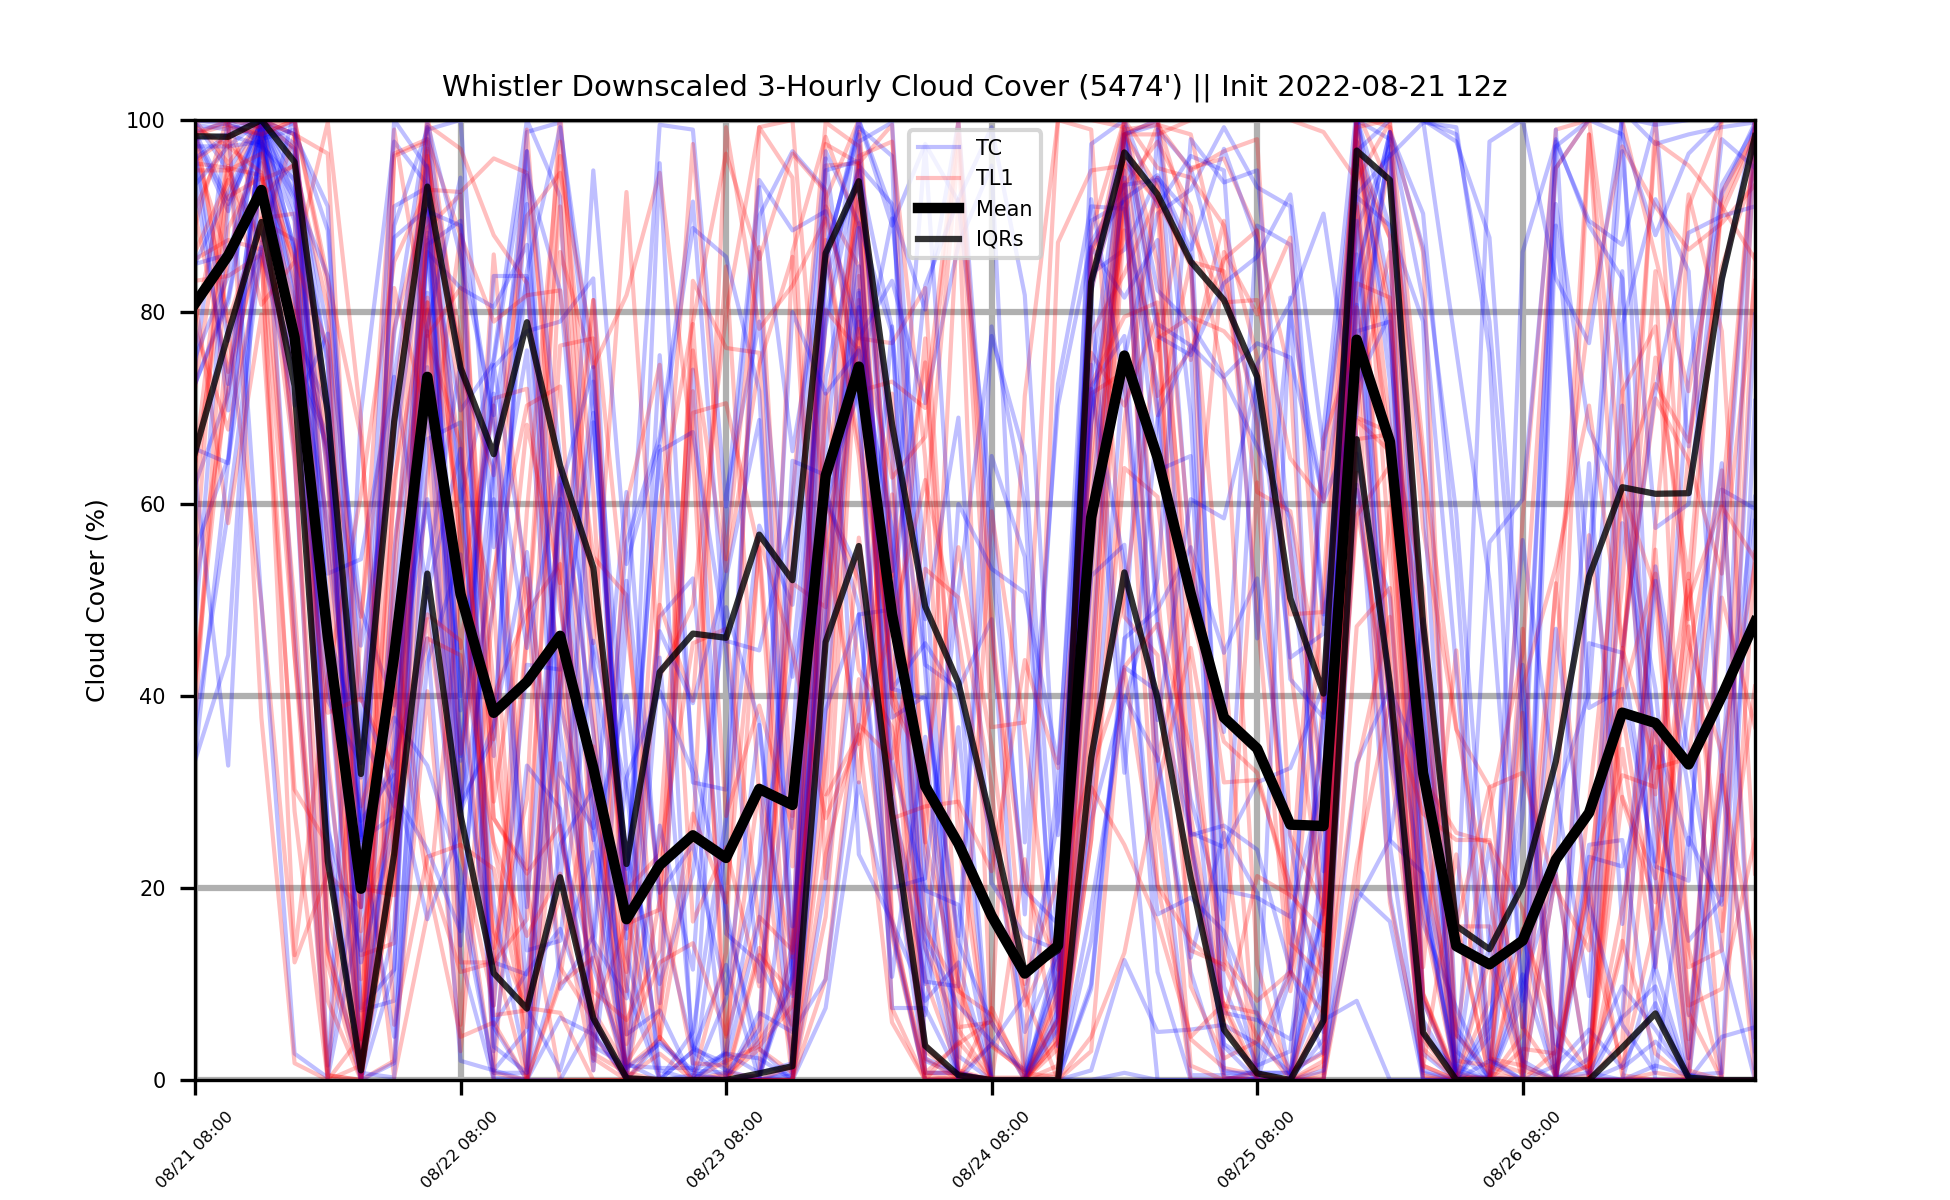 Whistler Downscaled 3-Hourly Cloud Cover (5474') || Init 2022-08-21 12z
TC
TL1
Mean
IQRs
Cloud Cover (%)
100
80
60
40
20
0
08/21 08:00
08/22 08:00
08/23 08:00
08/24 08:00
08/25 08:00
08/26 08:00